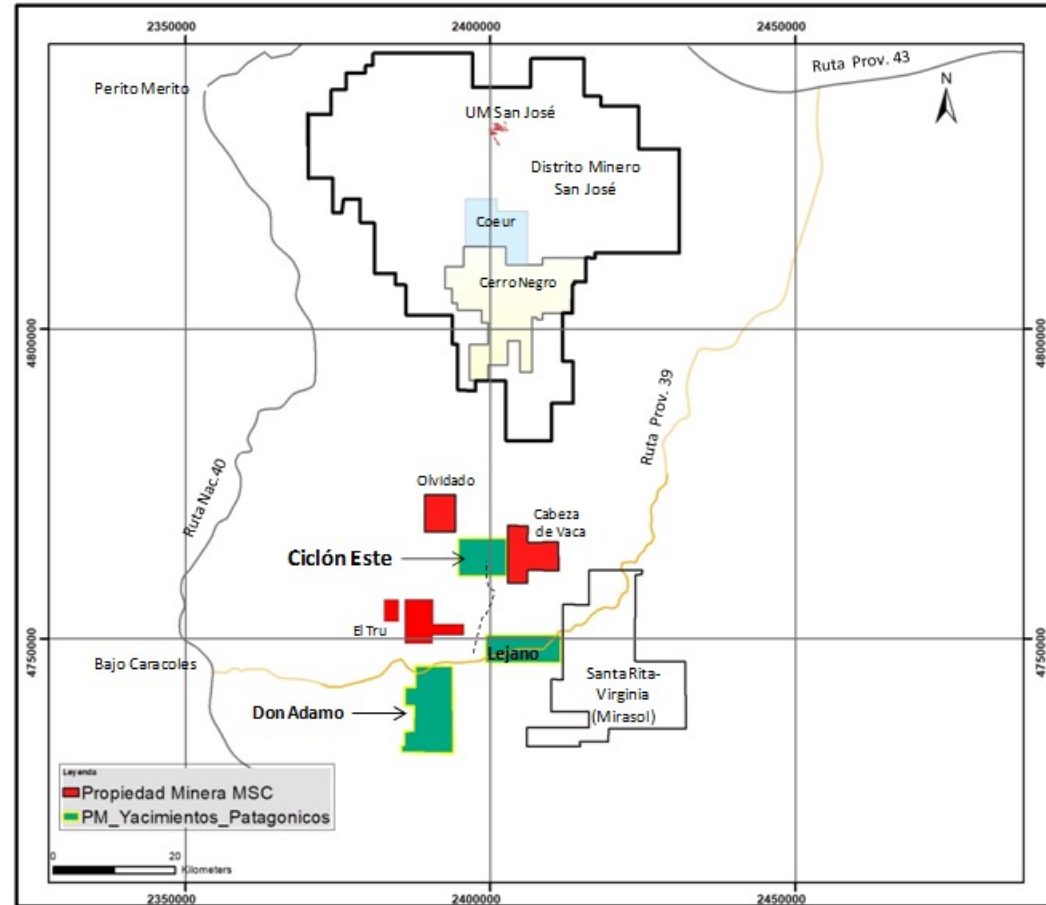 2350000
2400000
2450000
Ruta Prov. 43
Perito Merito
N
UM San José
Distrito Minero
San José
Coeur
Cerro Negro
4800000
4800000
Ruta Prov. 39
Ruta Nac.40
Olvidado
Cabeza
de Vaca
Ciclón Este
El Tru
4750000
4750000
Lejano
Bajo Caracoles
Santa Rita-
Virginia
(Mirasol)
Don Adamo
Leyenda
Propiedad Minera MSC
PM_Yacimientos_Patagonicos
0
20
Kilometers
2350000
2400000
2450000